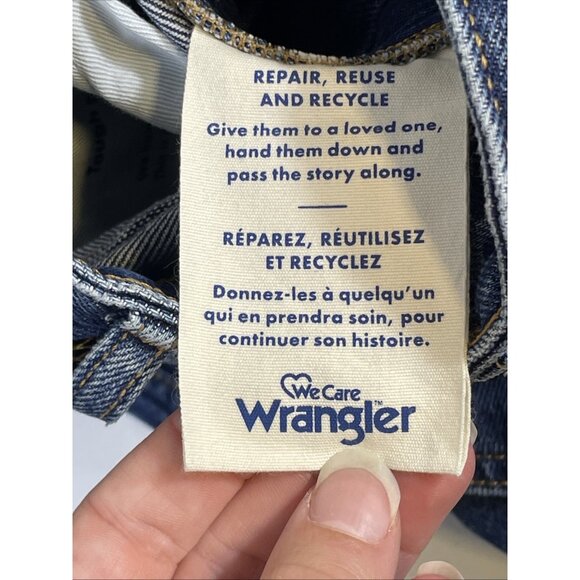 REPAIR, REUSE
AND RECYCLE
Give them to a loved one,
hand them down and
pass the story along.
RÉPAREZ, RÉUTILISEZ
ET RECYCLEZ
Donnez-les à quelqu'un
qui en prendra soin, pour
continuer son histoire.
We Care
Wrangler™